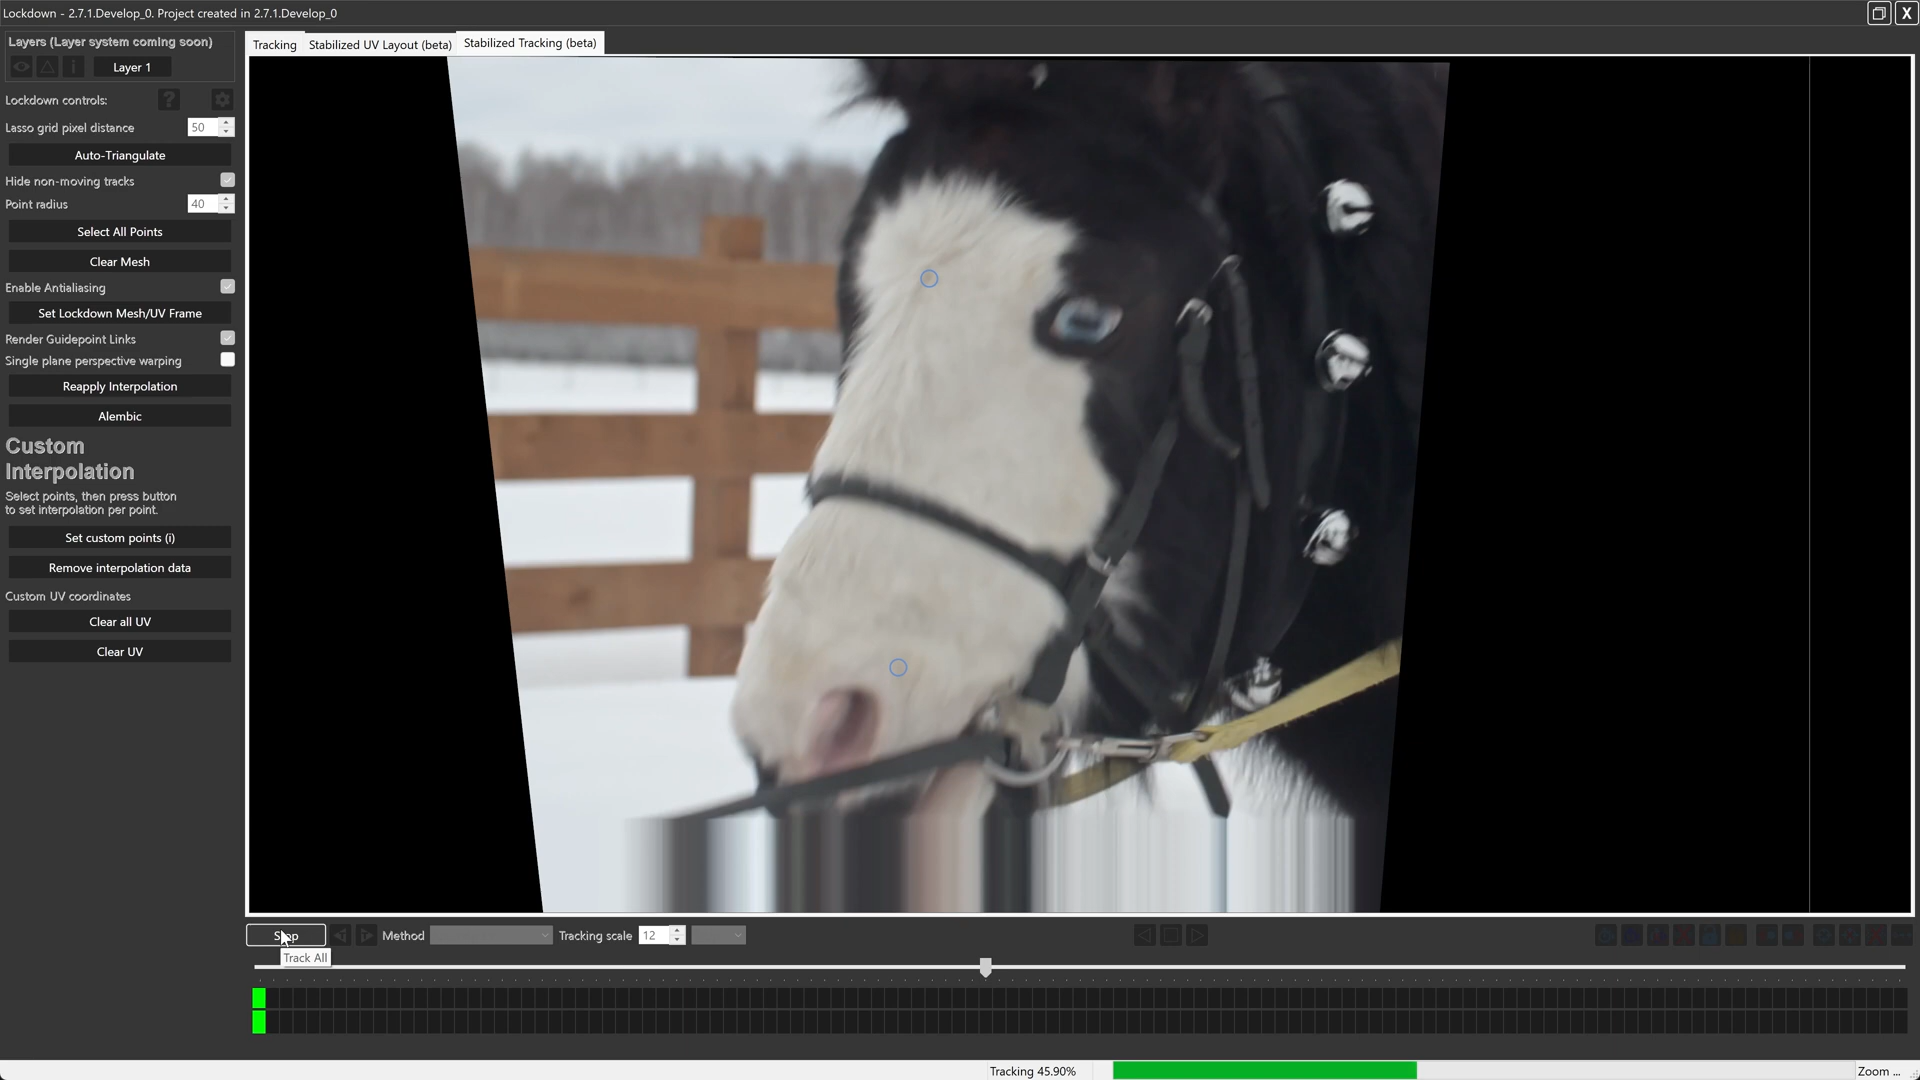 Lockdown - 2.7.1.Develop_0. Project created in 2.7.1.Develop_0
X
Layers (Layer system coming soon)
i
Layer 1
Tracking
Stabilized UV Layout (beta)
Stabilized Tracking (beta)
Lockdown controls:
?
Lasso grid pixel distance
50
Auto-Triangulate
Hide non-moving tracks
Point radius
40
Select All Points
Clear Mesh
Enable Antialiasing
Set Lockdown Mesh/UV Frame
Render Guidepoint Links
Single plane perspective warping
Reapply Interpolation
Alembic
Custom
Interpolation
Select points, then press button
to set interpolation per point.
Set custom points (i)
Remove interpolation data
Custom UV coordinates
Clear all UV
Clear UV
Stop
Method
Tracking scale
12
Track All
Tracking 45.90%
Zoom ...